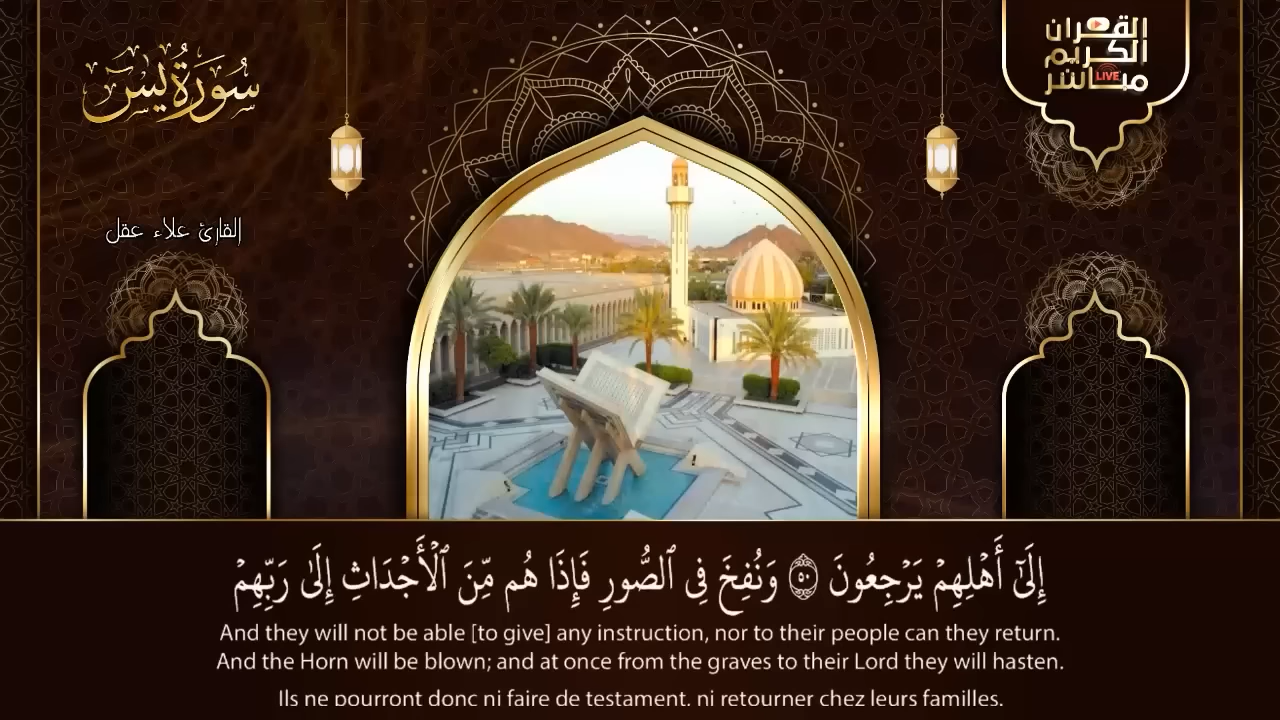 سُورَةُ يس
القران
الكريم
مباشر
LIVE
القارئ علاء عقل
إِلَىٰٓ أَهْلِهِمْ يَرْجِعُونَ ۝٥٠ وَنُفِخَ فِى ٱلصُّورِ فَإِذَا هُم مِّنَ ٱلْأَجْدَاثِ إِلَىٰ رَبِّهِمْ
And they will not be able [to give] any instruction, nor to their people can they return.
And the Horn will be blown; and at once from the graves to their Lord they will hasten.
Ils ne pourront donc ni faire de testament, ni retourner chez leurs familles.